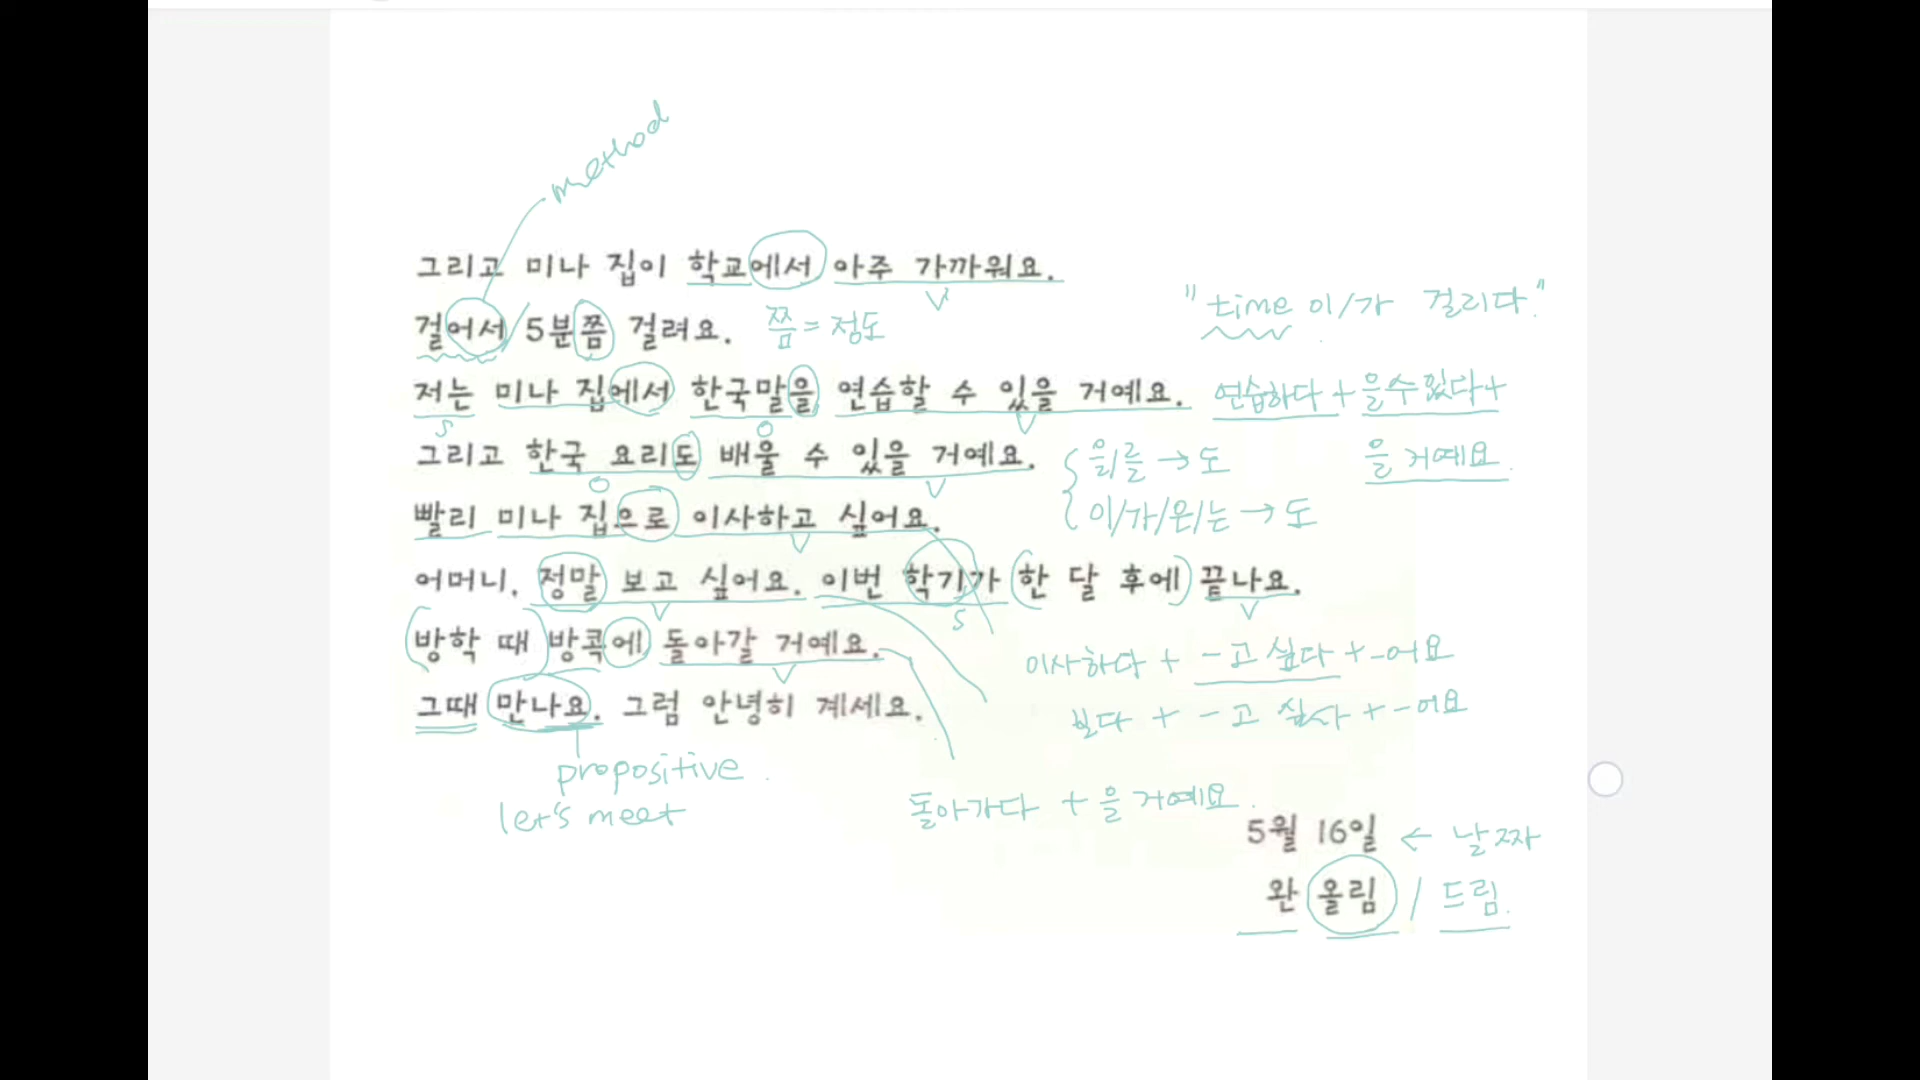 method
그리고 미나 집이 학교에서 아주 가까워요.
V
"time 이/가 걸리다."
걸어서/5분쯤 걸려요. 쯤=정도
저는 미나 집에서 한국말을 연습할 수 있을 거예요. 연습하다+을수있다+
S O V
그리고 한국 요리도 배울 수 있을 거예요. 을/를→도 을 거예요.
O V
빨리 미나 집으로 이사하고 싶어요. 이/가/은/는→도
V
어머니, 정말 보고 싶어요. 이번 학기가 (한 달 후에) 끝나요.
V S V
(방학 때) 방콕에 돌아갈 거예요. 이사하다 + -고 싶다 + -어요
V
그때 만나요. 그럼 안녕히 계세요. 보다 + -고 싶다 + -어요
propositive
let's meet 돌아가다 + 을 거예요.
5월 16일 ← 날짜
완 올림 / 드림.